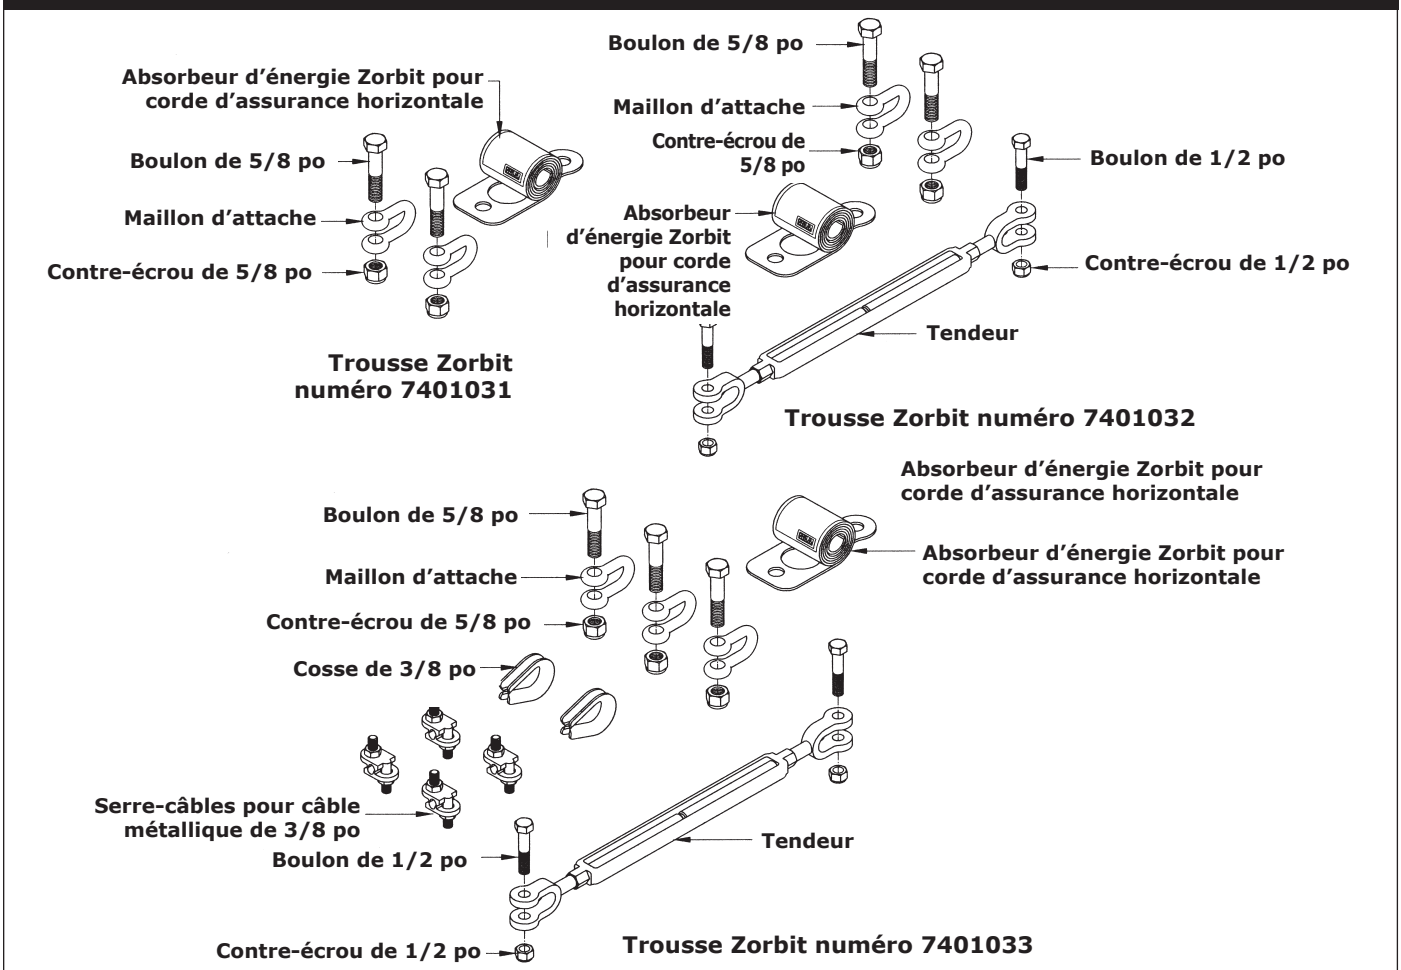 Absorbeur d’énergie Zorbit pour
corde d’assurance horizontale
Boulon de 5/8 po
Maillon d’attache
Contre-écrou de 5/8 po
Trousse Zorbit
numéro 7401031
Boulon de 5/8 po
Maillon d’attache
Contre-écrou de
5/8 po
Absorbeur
d’énergie Zorbit
pour corde
d’assurance
horizontale
Boulon de 1/2 po
Contre-écrou de 1/2 po
Tendeur
Trousse Zorbit numéro 7401032
Absorbeur d’énergie Zorbit pour
corde d’assurance horizontale
Boulon de 5/8 po
Absorbeur d’énergie Zorbit pour
corde d’assurance horizontale
Maillon d’attache
Contre-écrou de 5/8 po
Cosse de 3/8 po
Serre-câbles pour câble
métallique de 3/8 po
Boulon de 1/2 po
Tendeur
Contre-écrou de 1/2 po
Trousse Zorbit numéro 7401033